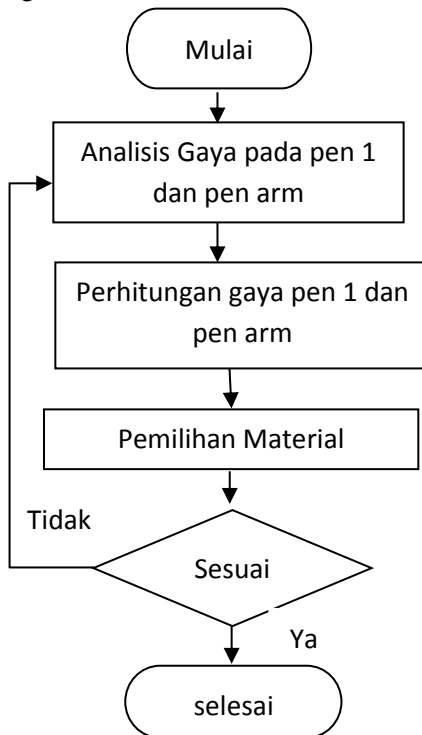 Mulai
Analisis Gaya pada pen 1
dan pen arm
Perhitungan gaya pen 1 dan
pen arm
Pemilihan Material
Tidak
Sesuai
Ya
selesai